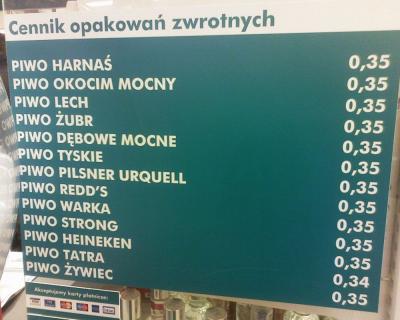 Cennik opakowań zwrotnych
PIWO HARNAŚ 0,35
PIWO OKOCIM MOCNY 0,35
PIWO LECH 0,35
PIWO ŻUBR 0,35
PIWO DĘBOWE MOCNE 0,35
PIWO TYSKIE 0,35
PIWO PILSNER URQUELL 0,35
PIWO REDD'S 0,35
PIWO WARKA 0,35
PIWO STRONG 0,35
PIWO HEINEKEN 0,35
PIWO TATRA 0,34
PIWO ŻYWIEC 0,35
Akceptujemy karty płatnicze: